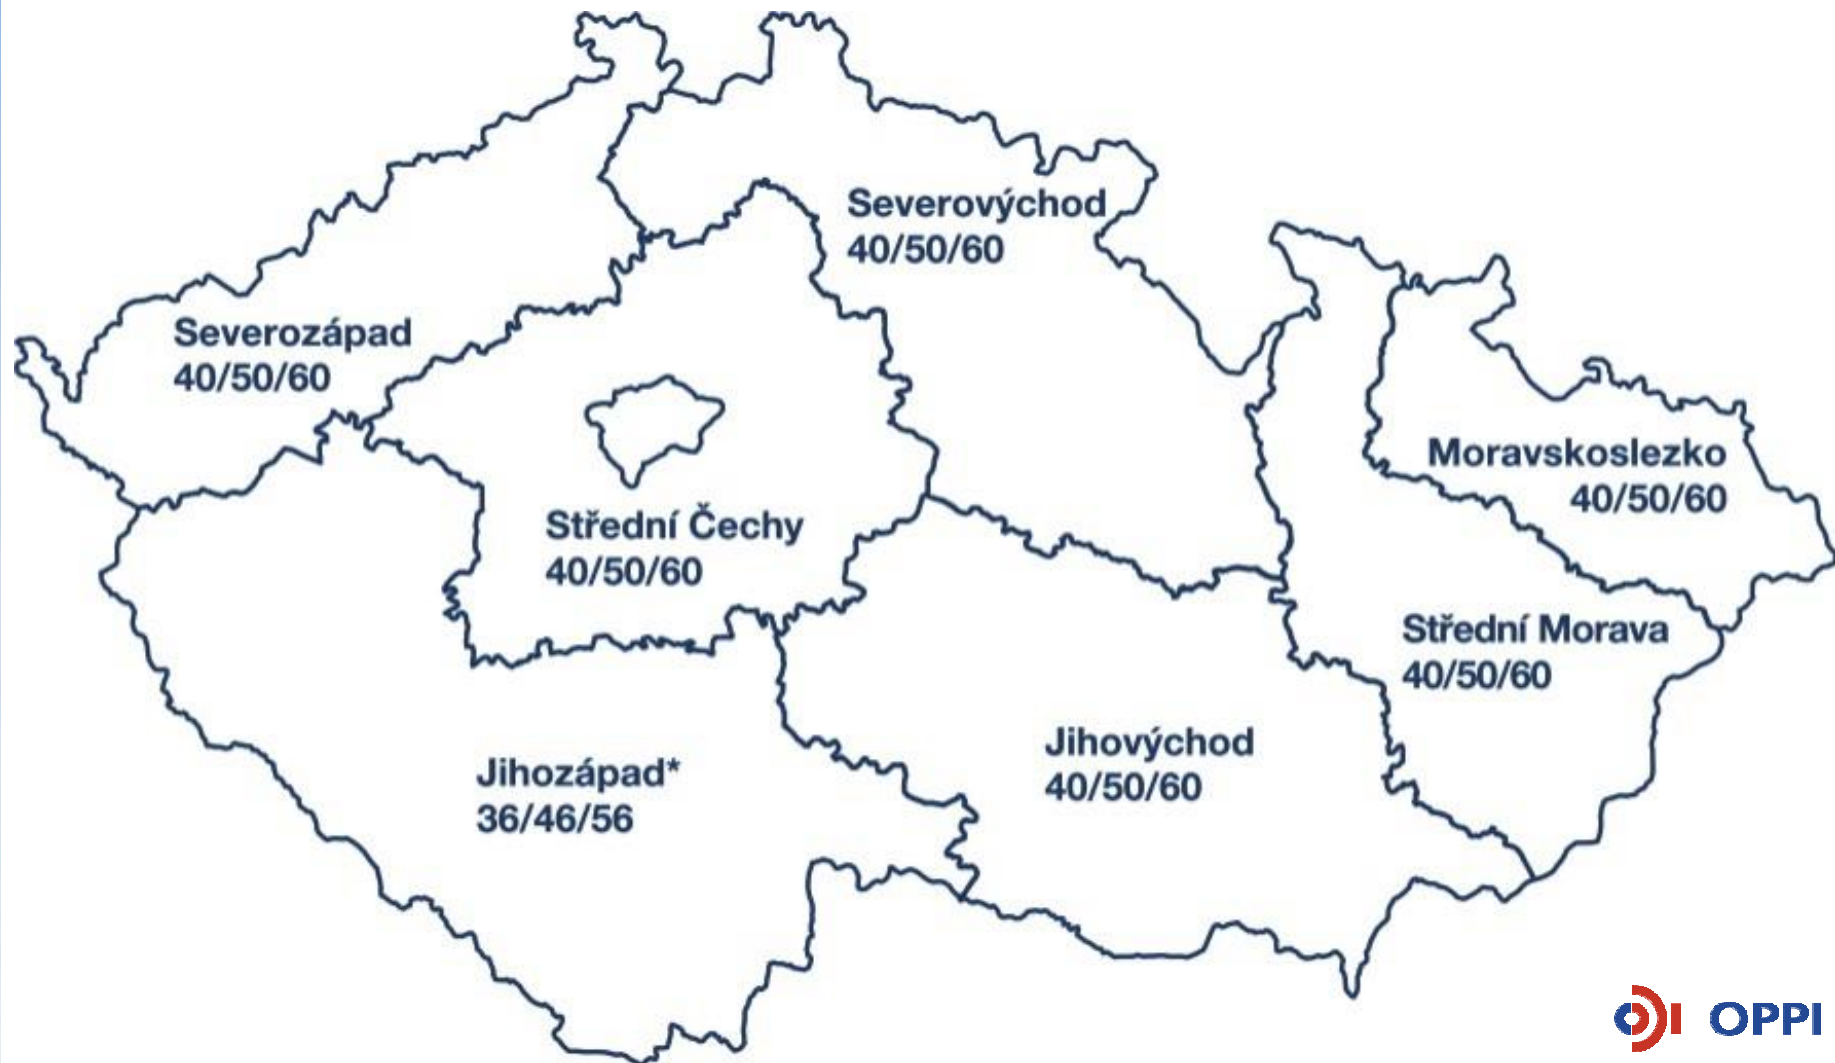 Severovýchod
40/50/60
Severozápad
40/50/60
Moravskoslezko
40/50/60
Střední Čechy
40/50/60
Střední Morava
40/50/60
Jihovýchod
40/50/60
Jihozápad*
36/46/56
OPPI